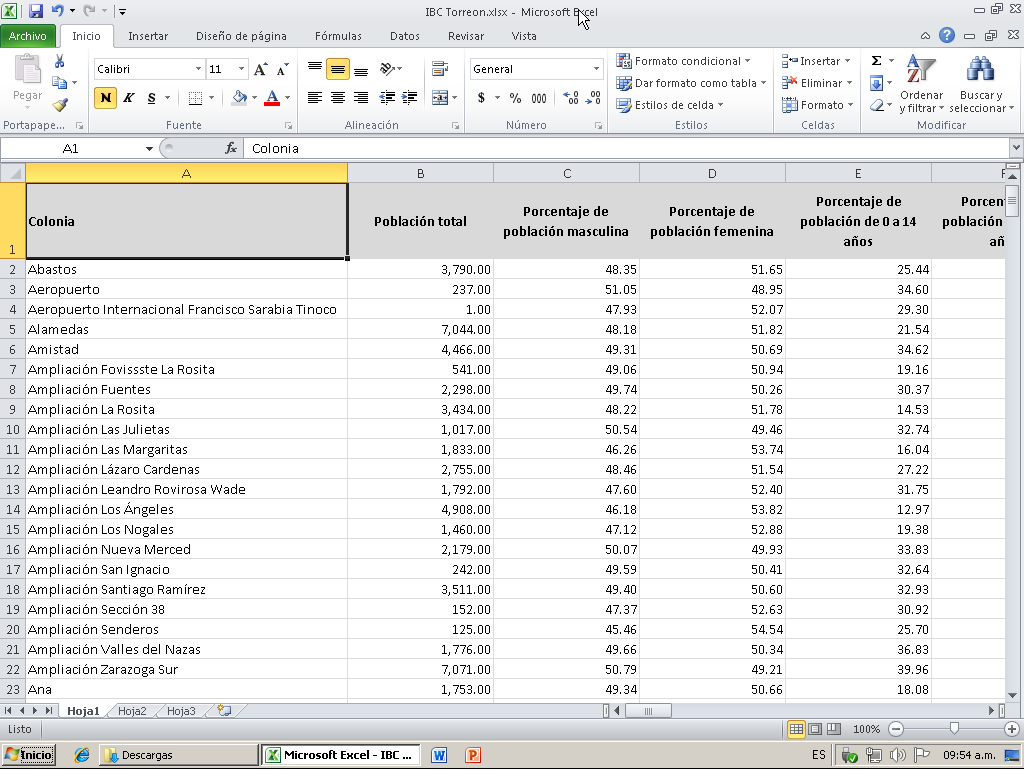 IBC Torreon.xlsx - Microsoft Excel
Archivo Inicio Insertar Diseño de página Fórmulas Datos Revisar Vista
Pegar Calibri 11 General Formato condicional Insertar Σ
N K S $ % 000 Dar formato como tabla Eliminar Ordenar y filtrar Buscar y seleccionar
Estilos de celda Formato
Portapape... Fuente Alineación Número Estilos Celdas Modificar
A1 fx Colonia
A B C D E F
1 Colonia Población total Porcentaje de población masculina Porcentaje de población femenina Porcentaje de población de 0 a 14 años
2 Abastos 3,790.00 48.35 51.65 25.44
3 Aeropuerto 237.00 51.05 48.95 34.60
4 Aeropuerto Internacional Francisco Sarabia Tinoco 1.00 47.93 52.07 29.30
5 Alamedas 7,044.00 48.18 51.82 21.54
6 Amistad 4,466.00 49.31 50.69 34.62
7 Ampliación Fovissste La Rosita 541.00 49.06 50.94 19.16
8 Ampliación Fuentes 2,298.00 49.74 50.26 30.37
9 Ampliación La Rosita 3,434.00 48.22 51.78 14.53
10 Ampliación Las Julietas 1,017.00 50.54 49.46 32.74
11 Ampliación Las Margaritas 1,833.00 46.26 53.74 16.04
12 Ampliación Lázaro Cardenas 2,755.00 48.46 51.54 27.22
13 Ampliación Leandro Rovirosa Wade 1,792.00 47.60 52.40 31.75
14 Ampliación Los Ángeles 4,908.00 46.18 53.82 12.97
15 Ampliación Los Nogales 1,460.00 47.12 52.88 19.38
16 Ampliación Nueva Merced 2,179.00 50.07 49.93 33.83
17 Ampliación San Ignacio 242.00 49.59 50.41 32.64
18 Ampliación Santiago Ramírez 3,511.00 49.40 50.60 32.93
19 Ampliación Sección 38 152.00 47.37 52.63 30.92
20 Ampliación Senderos 125.00 45.46 54.54 25.70
21 Ampliación Valles del Nazas 1,776.00 49.66 50.34 36.83
22 Ampliación Zarazoga Sur 7,071.00 50.79 49.21 39.96
23 Ana 1,753.00 49.34 50.66 18.08
Hoja1 Hoja2 Hoja3
Listo 100%
Inicio Descargas Microsoft Excel - IBC ... ES 09:54 a.m.